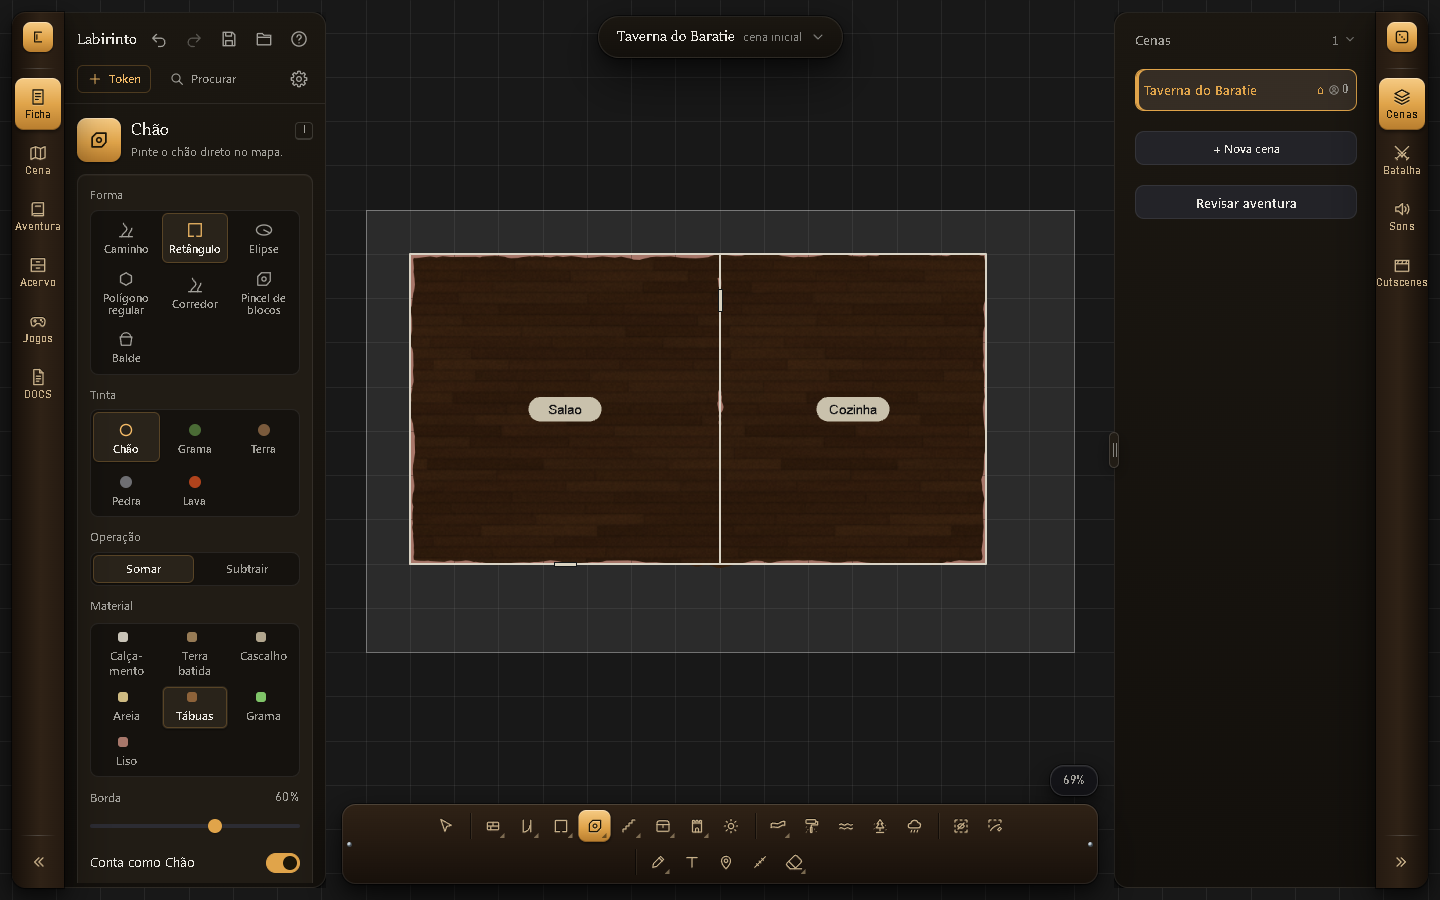 Labirinto
Token
Procurar
Ficha
Cena
Aventura
Acervo
Jogos
DOCS
Chão
Pinte o chão direto no mapa.
Forma
Caminho
Retângulo
Elipse
Polígono
regular
Corredor
Pincel de
blocos
Balde
Tinta
Chão
Grama
Terra
Pedra
Lava
Operação
Somar
Subtrair
Material
Calça-
mento
Terra
batida
Cascalho
Areia
Tábuas
Grama
Liso
Borda
60%
Conta como Chão
Taverna do Baratie cena inicial
Salao
Cozinha
69%
Cenas
1
Taverna do Baratie
0
+ Nova cena
Revisar aventura
Cenas
Batalha
Sons
Cutscenes